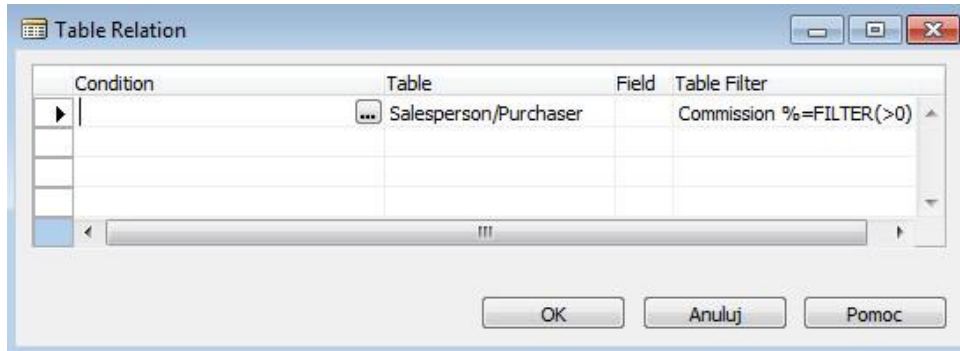 Table Relation
Condition Table Field Table Filter
... Salesperson/Purchaser Commission %=FILTER(>0)
OK Anuluj Pomoc